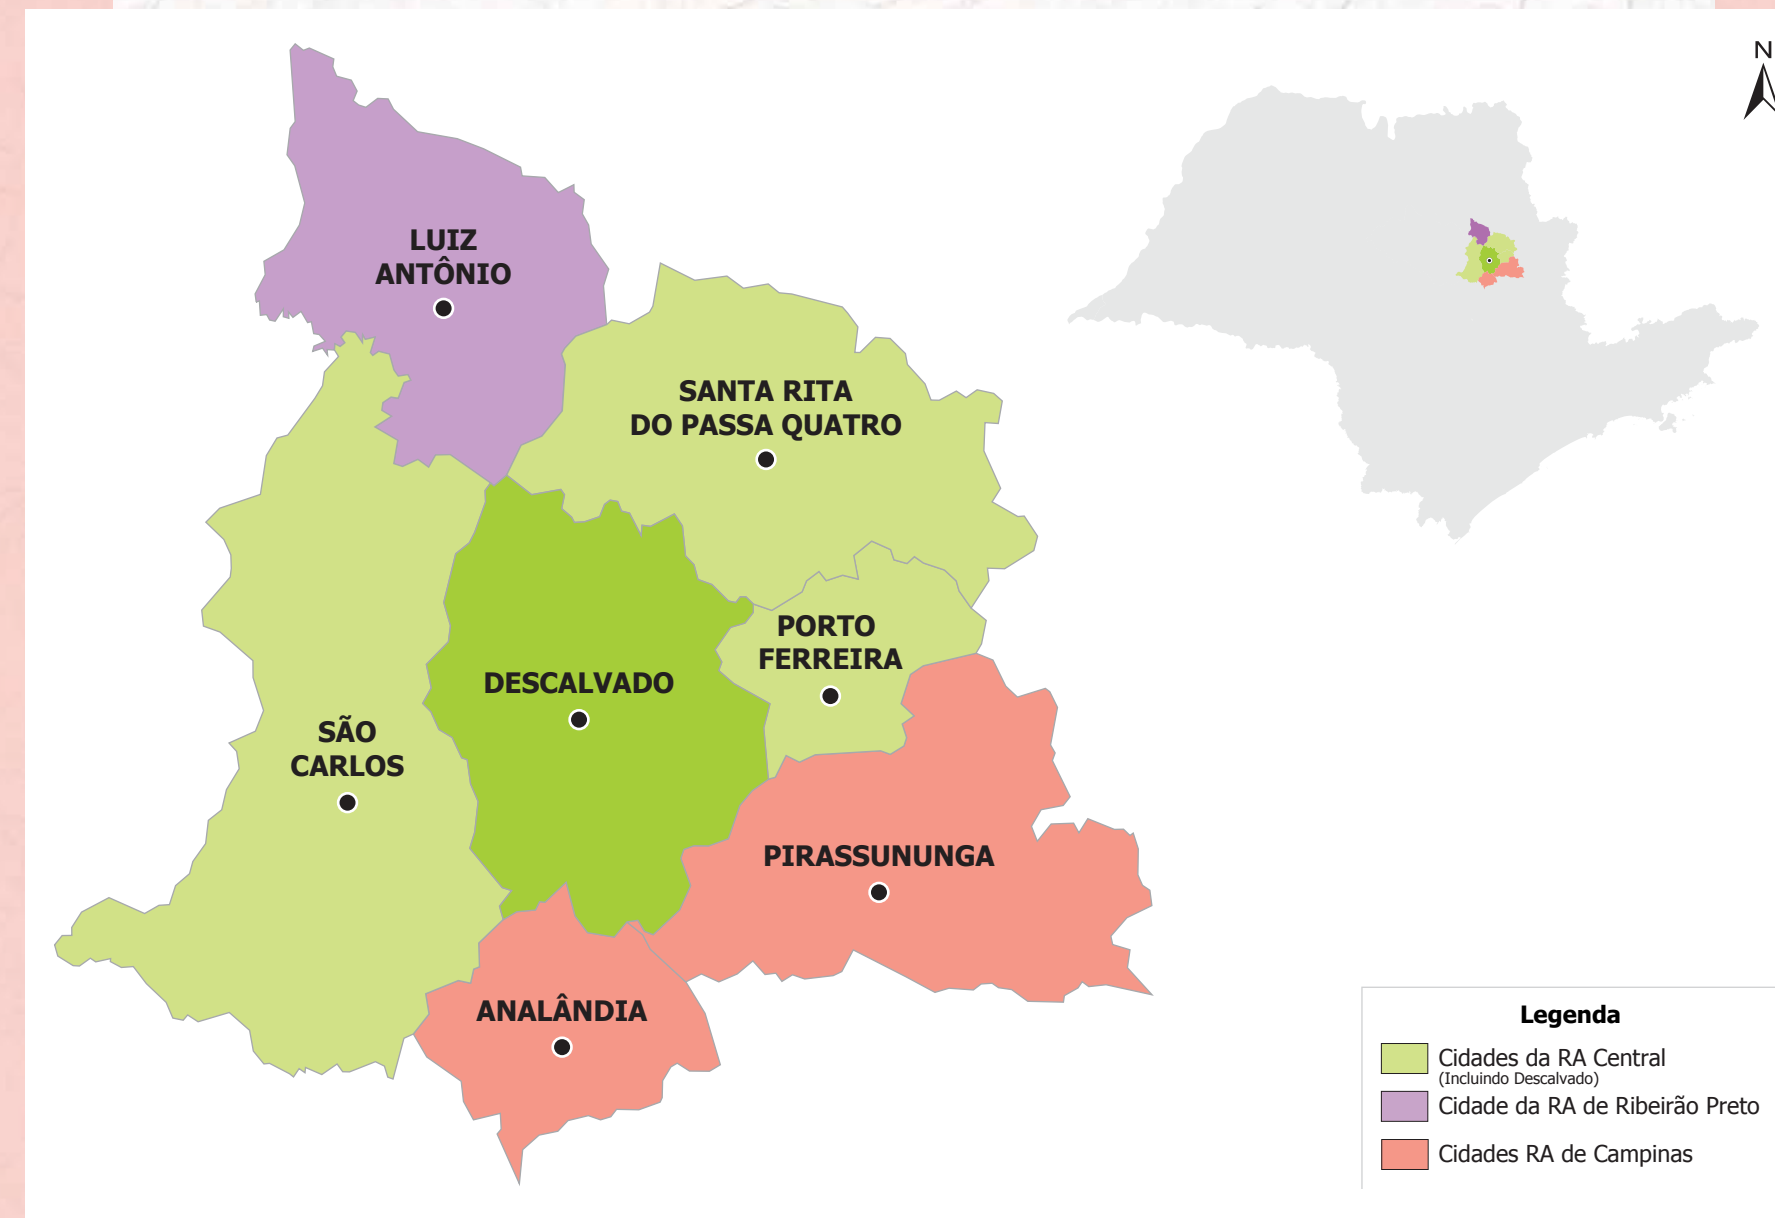 N
LUIZ
ANTÔNIO
SANTA RITA
DO PASSA QUATRO
PORTO
FERREIRA
DESCALVADO
SÃO
CARLOS
PIRASSUNUNGA
ANALÂNDIA
Legenda
Cidades da RA Central
(Incluindo Descalvado)
Cidade da RA de Ribeirão Preto
Cidades RA de Campinas